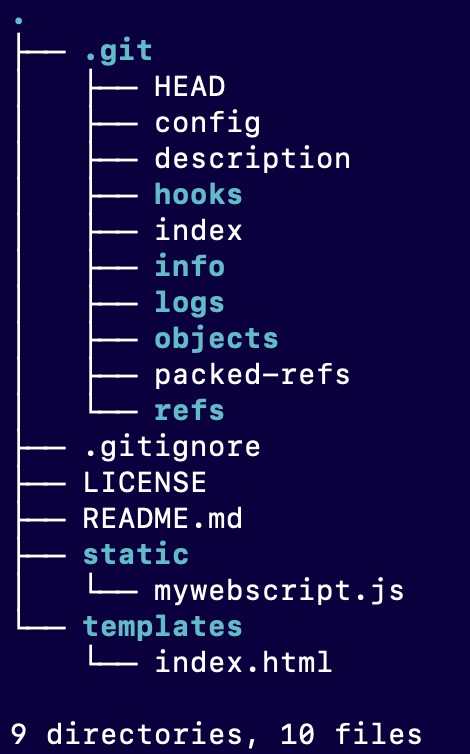 .
├── .git
│   ├── HEAD
│   ├── config
│   ├── description
│   ├── hooks
│   ├── index
│   ├── info
│   ├── logs
│   ├── objects
│   ├── packed-refs
│   └── refs
├── .gitignore
├── LICENSE
├── README.md
├── static
│   └── mywebscript.js
└── templates
    └── index.html

9 directories, 10 files